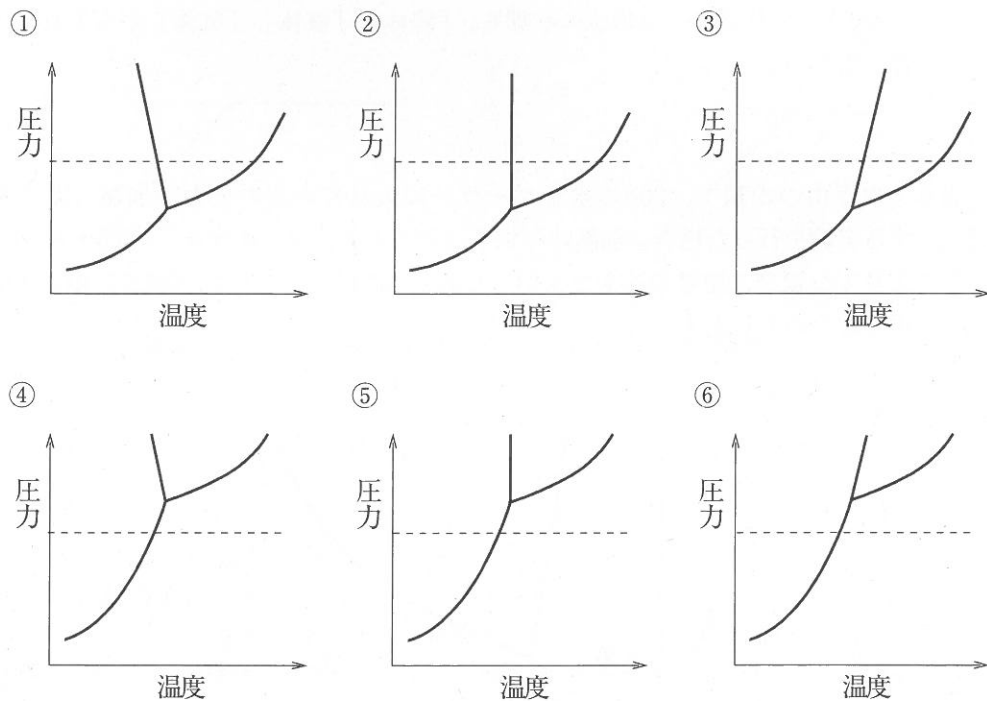 ① ② ③
圧力 圧力 圧力
温度 温度 温度
④ ⑤ ⑥
圧力 圧力 圧力
温度 温度 温度